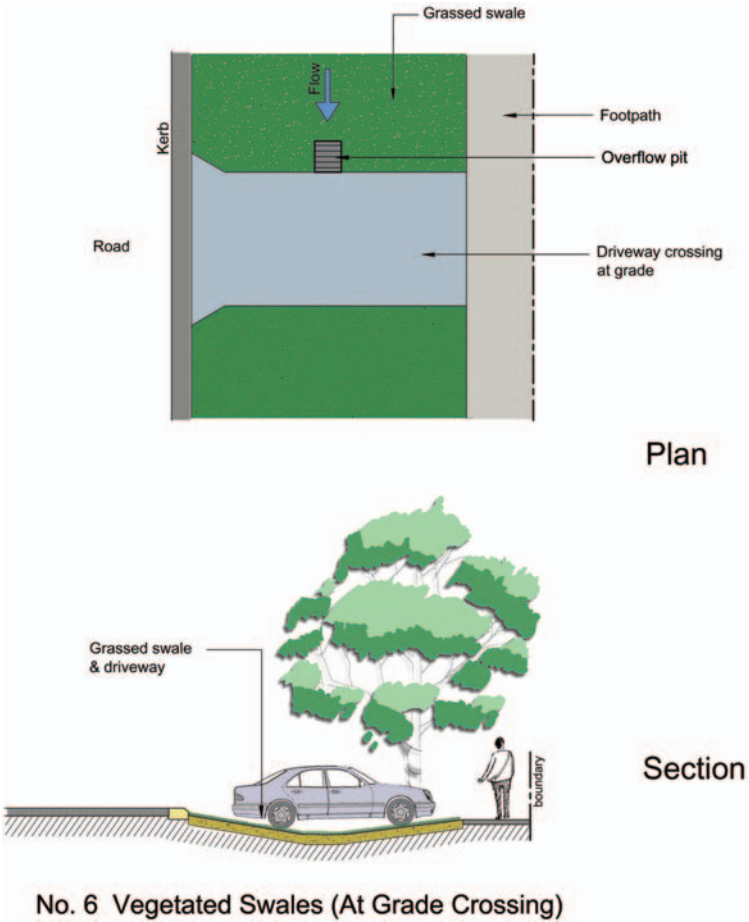 Grassed swale
Flow
Kerb
Footpath
Overflow pit
Road
Driveway crossing
at grade
Plan
Grassed swale
& driveway
boundary
Section
No. 6 Vegetated Swales (At Grade Crossing)